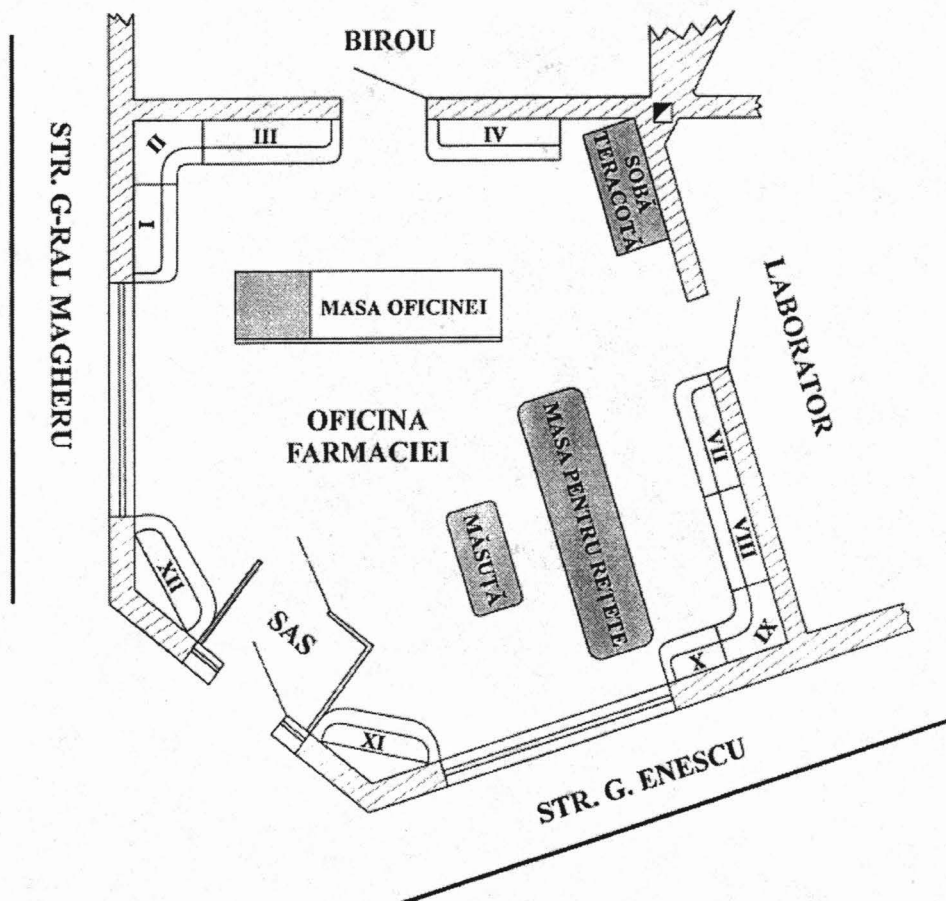 BIROU
STR. G-RAL MAGHERU
II
III
IV
I
SOBĂ
TERACOTĂ
MASA OFICINEI
LABORATOR
OFICINA
FARMACIEI
MASA PENTRU REȚETE
MĂSUȚĂ
VII
VIII
IX
X
XII
SAS
XI
STR. G. ENESCU